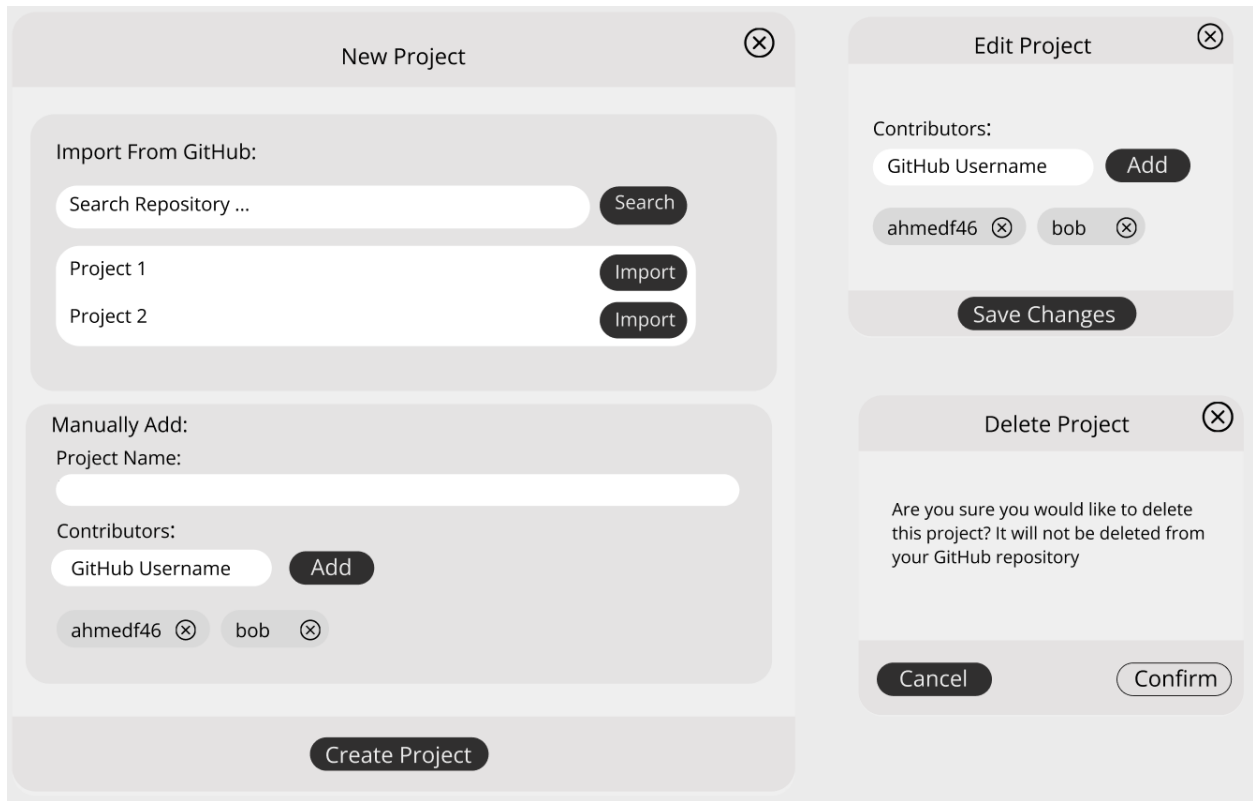 New Project
Import From GitHub:
Search Repository ...
Search
Project 1
Import
Project 2
Import
Manually Add:
Project Name:
Contributors:
GitHub Username
Add
ahmedf46
bob
Create Project
Edit Project
Contributors:
GitHub Username
Add
ahmedf46
bob
Save Changes
Delete Project
Are you sure you would like to delete
this project? It will not be deleted from
your GitHub repository
Cancel
Confirm